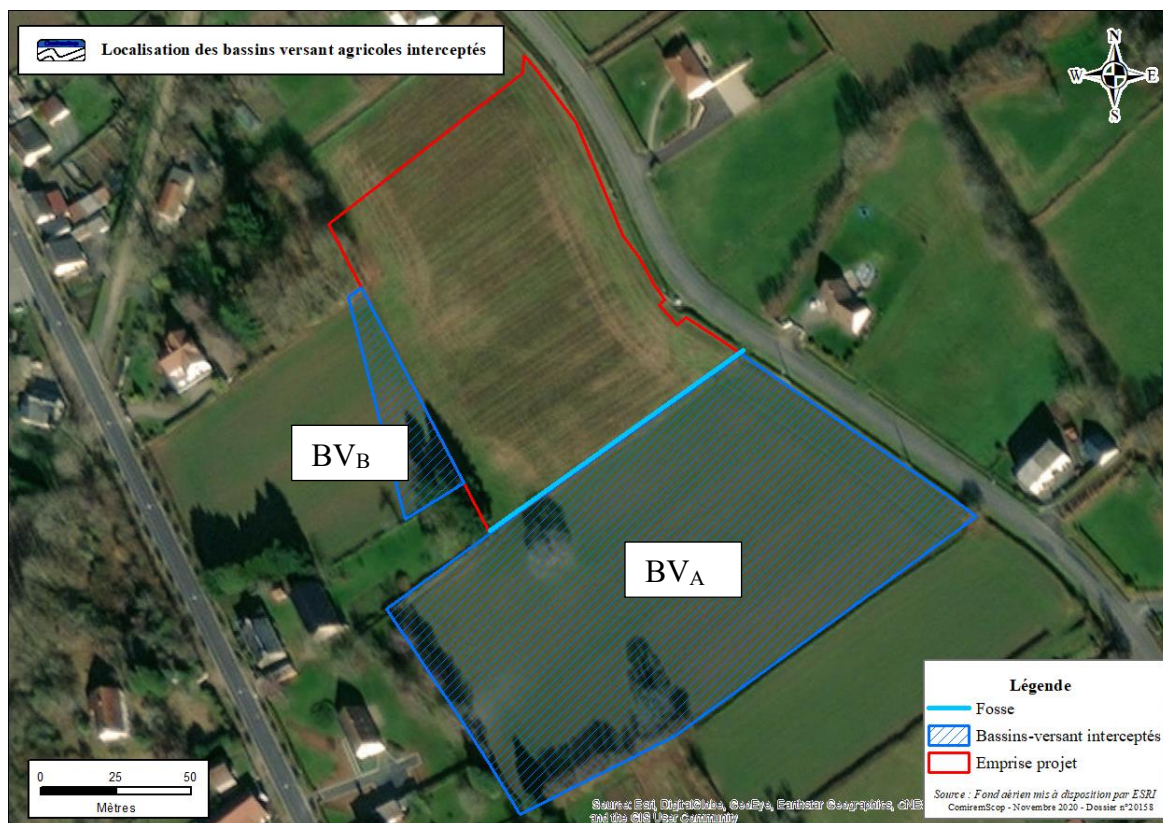 Localisation des bassins versant agricoles interceptés
N
W E
S
BVB
BVA
Légende
Fosse
Bassins-versant interceptés
Emprise projet
Source : Fond aérien mis à disposition par ESRI
ComiremScop - Novembre 2020 - Dossier n°20158
0 25 50
Mètres
Source: Esri, DigitalGlobe, GeoEye, Earthstar Geographics, CNES
and the GIS User Community